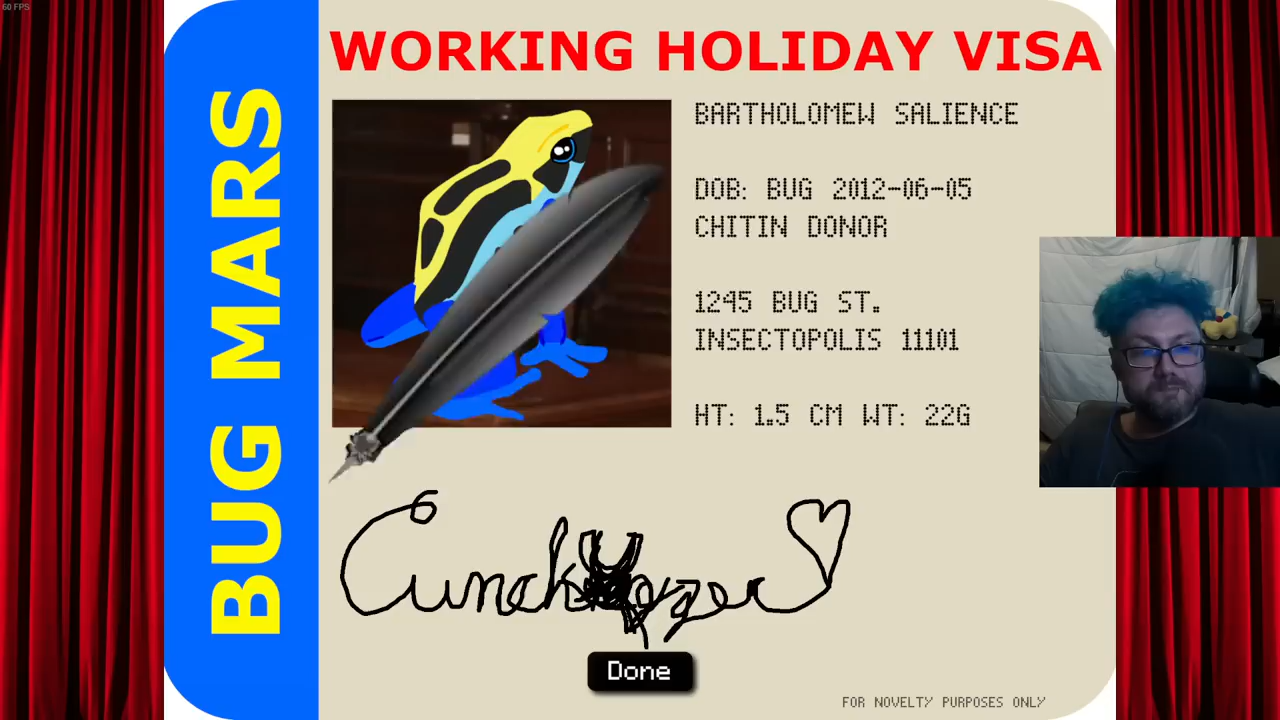 60 FPS
WORKING HOLIDAY VISA
BUG MARS
BARTHOLOMEW SALIENCE
DOB: BUG 2012-06-05
CHITIN DONOR
1245 BUG ST.
INSECTOPOLIS 11101
HT: 1.5 CM WT: 22G
Done
FOR NOVELTY PURPOSES ONLY